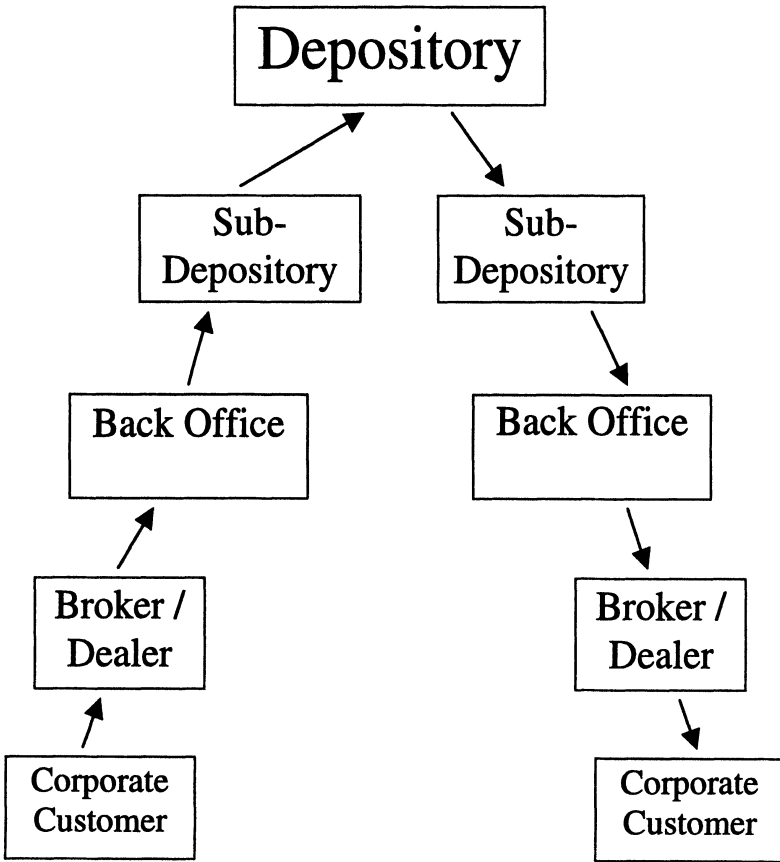 Depository
Sub-
Depository
Sub-
Depository
Back Office
Back Office
Broker /
Dealer
Broker /
Dealer
Corporate
Customer
Corporate
Customer